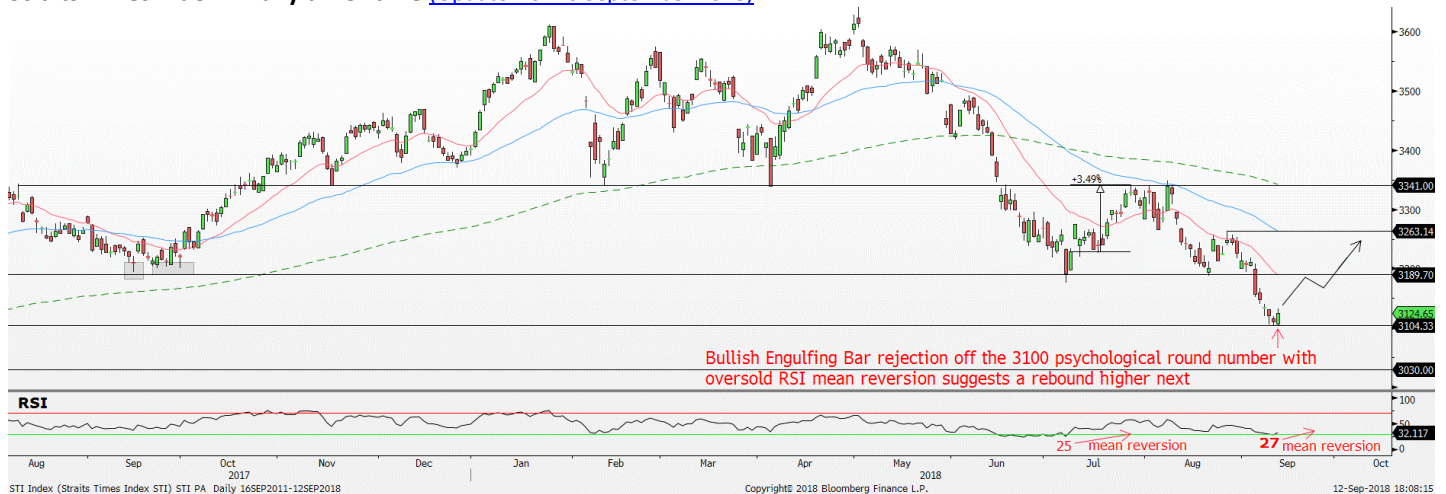 3600
3500
3400
3341.00
+3.49%
3300
3263.14
3189.70
3124.65
3104.33
Bullish Engulfing Bar rejection off the 3100 psychological round number with
oversold RSI mean reversion suggests a rebound higher next
3030.00
RSI
100
50
32.117
25 mean reversion
27 mean reversion
0
Aug Sep Oct Nov Dec Jan Feb Mar Apr May Jun Jul Aug Sep Oct
2017 2018
STI Index (Straits Times Index STI) STI PA Daily 16SEP2011-12SEP2018 Copyright© 2018 Bloomberg Finance L.P. 12-Sep-2018 18:08:15